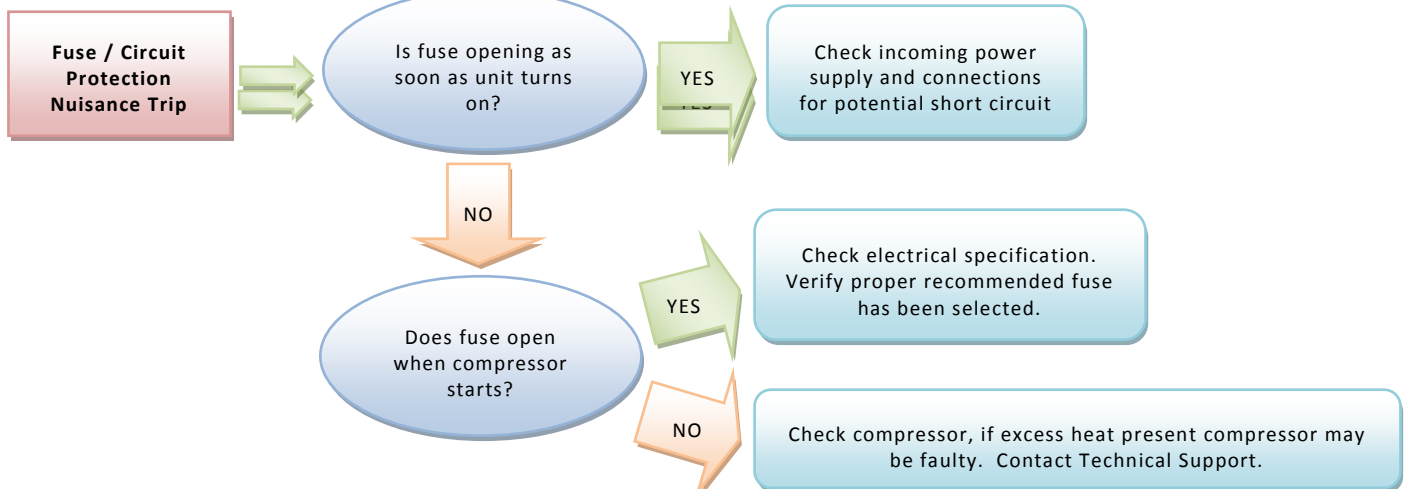 Fuse / Circuit
Protection
Nuisance Trip
Is fuse opening as
soon as unit turns
on?
YES
YES
Check incoming power
supply and connections
for potential short circuit
NO
Does fuse open
when compressor
starts?
YES
Check electrical specification.
Verify proper recommended fuse
has been selected.
NO
Check compressor, if excess heat present compressor may
be faulty. Contact Technical Support.